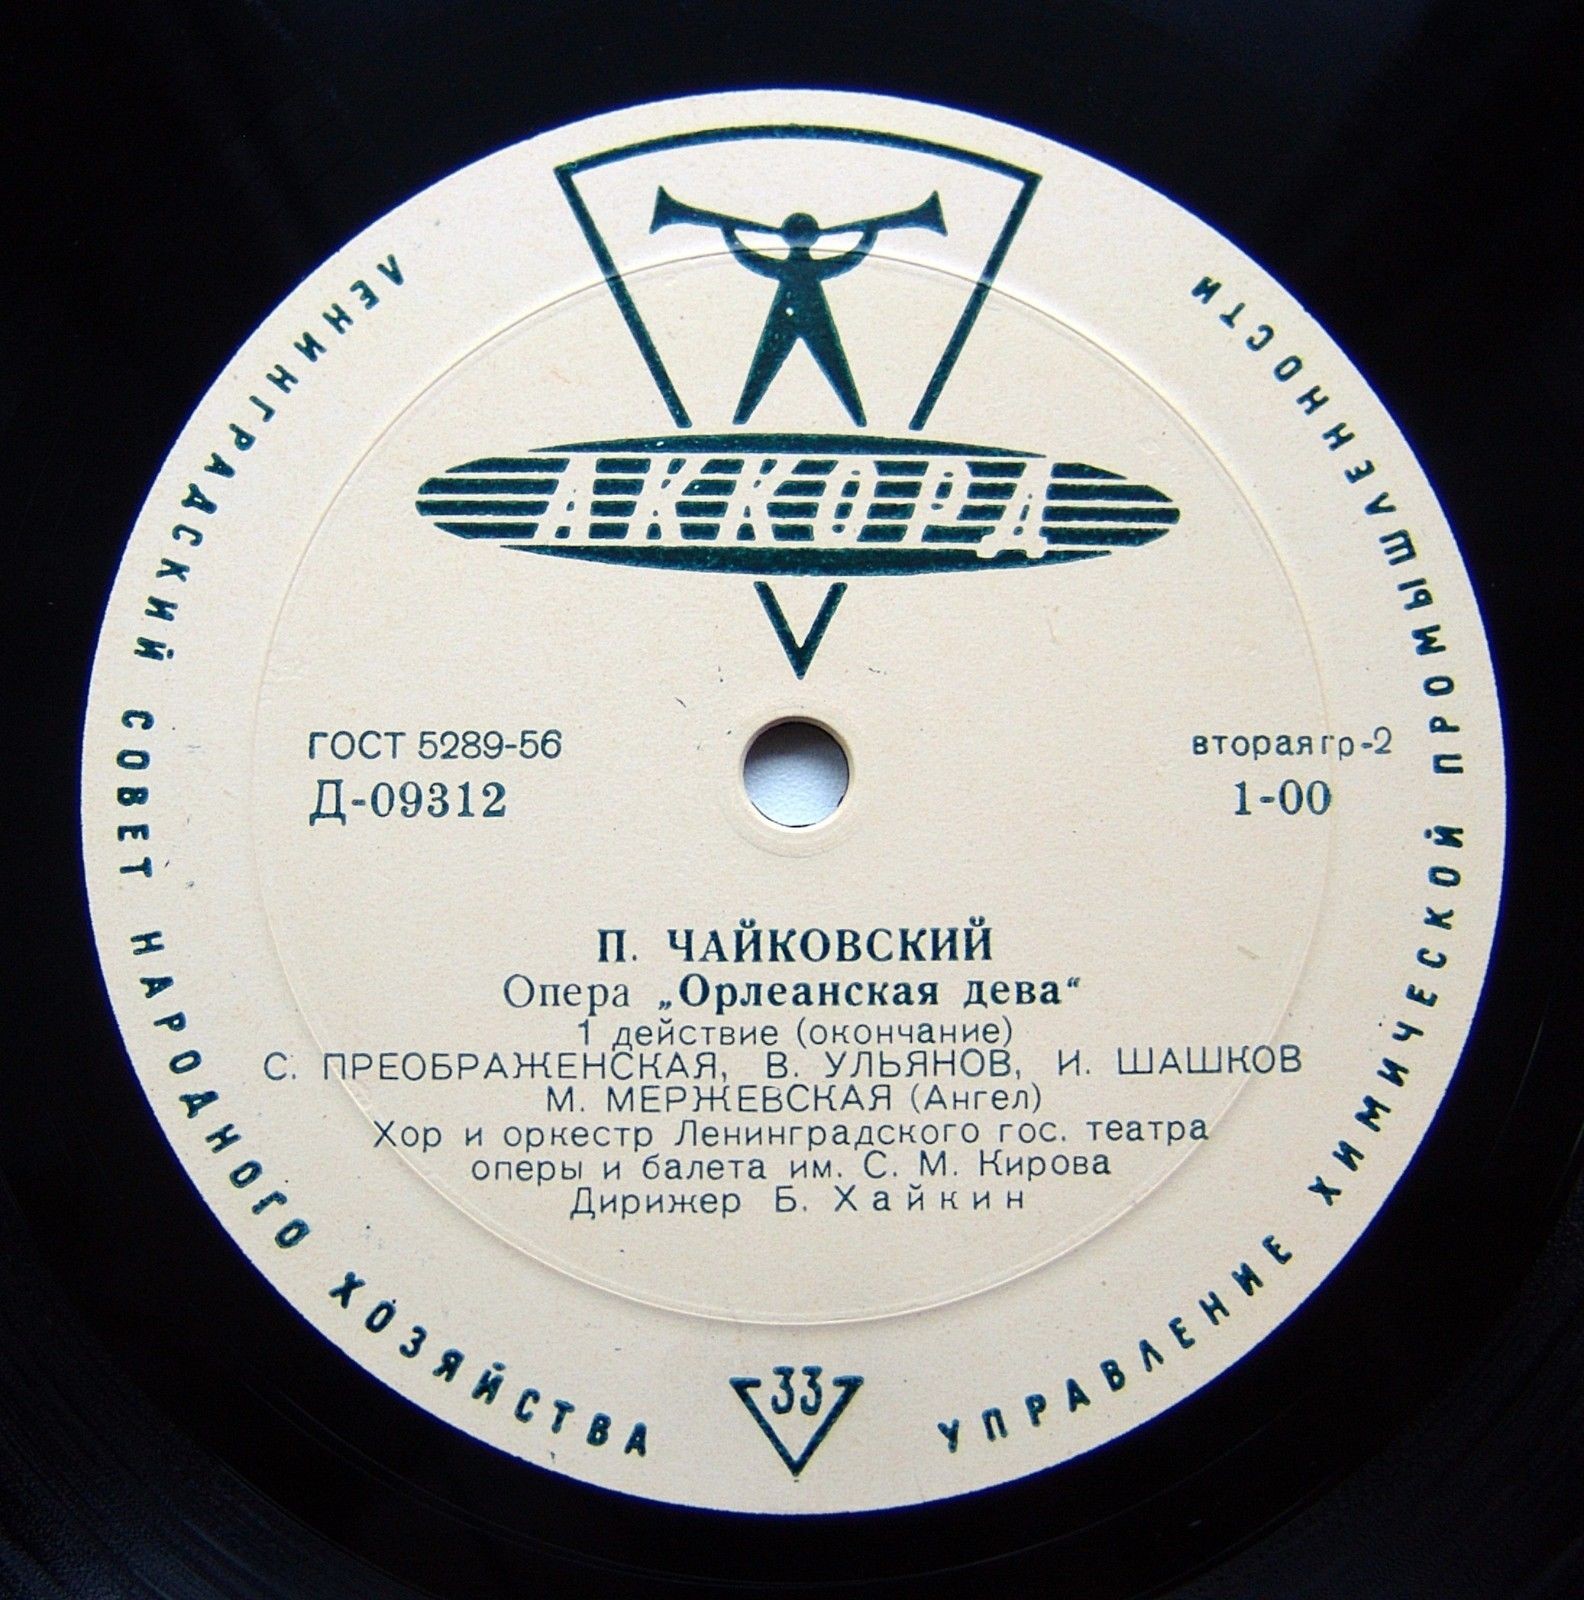 АККОРД
ЛЕНИНГРАДСКИЙ СОВЕТ НАРОДНОГО ХОЗЯЙСТВА
УПРАВЛЕНИЕ ХИМИЧЕСКОЙ ПРОМЫШЛЕННОСТИ
ГОСТ 5289-56
Д-09312
вторая гр-2
1-00
П. ЧАЙКОВСКИЙ
Опера „Орлеанская дева“
1 действие (окончание)
С. ПРЕОБРАЖЕНСКАЯ, В. УЛЬЯНОВ, И. ШАШКОВ
М. МЕРЖЕВСКАЯ (Ангел)
Хор и оркестр Ленинградского гос. театра
оперы и балета им. С. М. Кирова
Дирижер Б. Хайкин
33